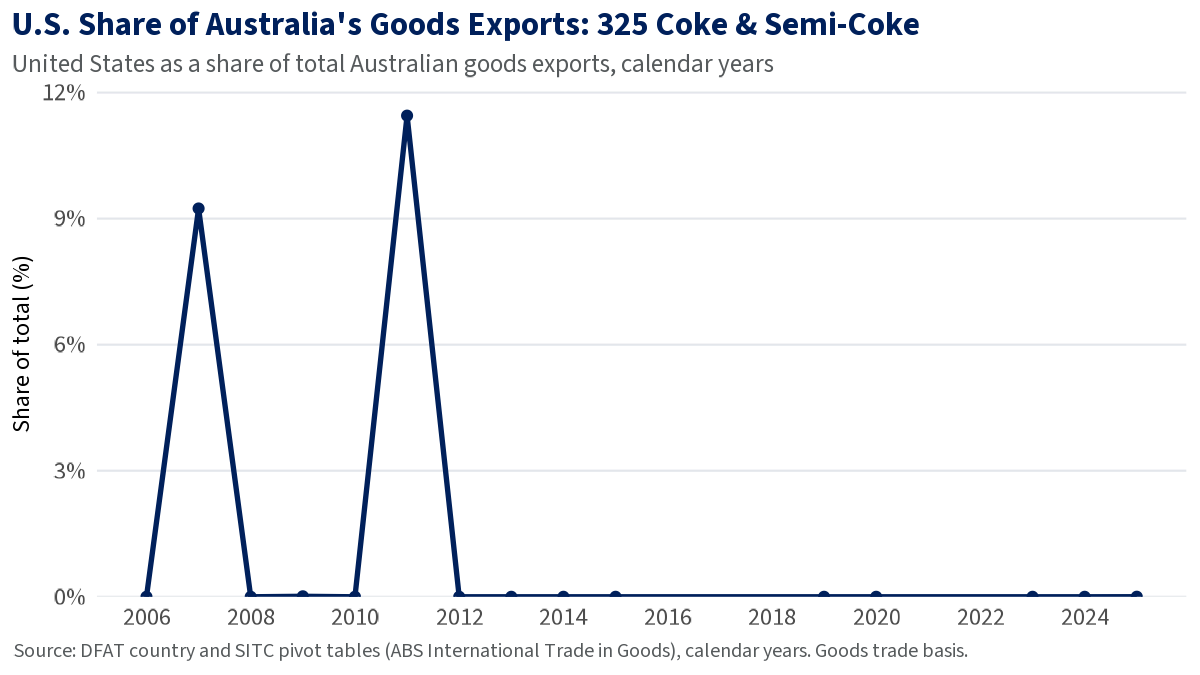 U.S. Share of Australia's Goods Exports: 325 Coke & Semi-Coke
United States as a share of total Australian goods exports, calendar years
12%
9%
6%
3%
0%
Share of total (%)
2006 2008 2010 2012 2014 2016 2018 2020 2022 2024
Source: DFAT country and SITC pivot tables (ABS International Trade in Goods), calendar years. Goods trade basis.